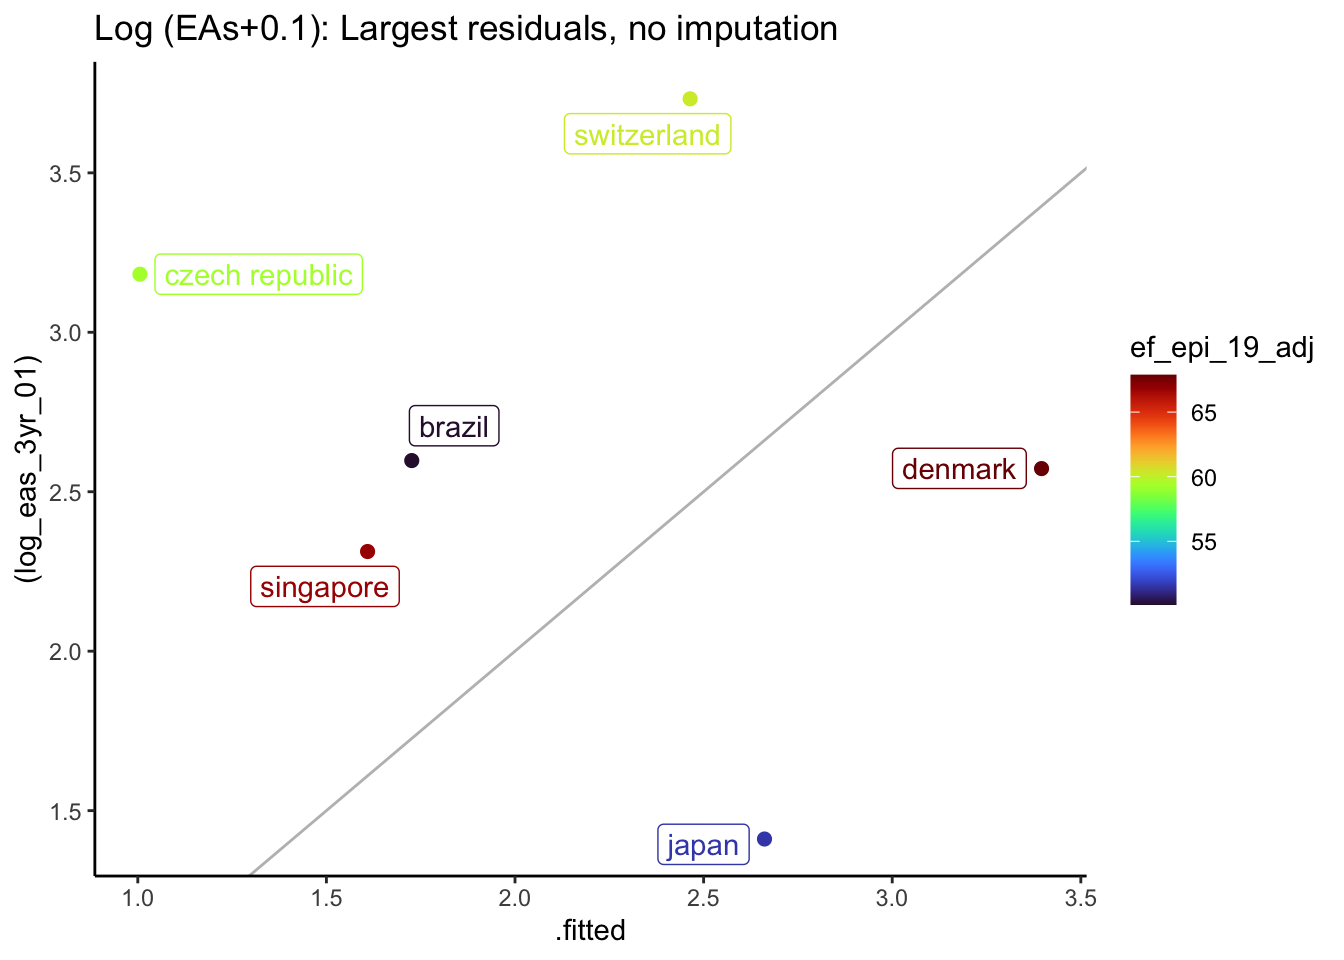 Log (EAs+0.1): Largest residuals, no imputation
(log_eas_3yr_01)
3.5
3.0
2.5
2.0
1.5
switzerland
czech republic
brazil
denmark
singapore
japan
1.0
1.5
2.0
2.5
3.0
3.5
.fitted
ef_epi_19_adj
65
60
55